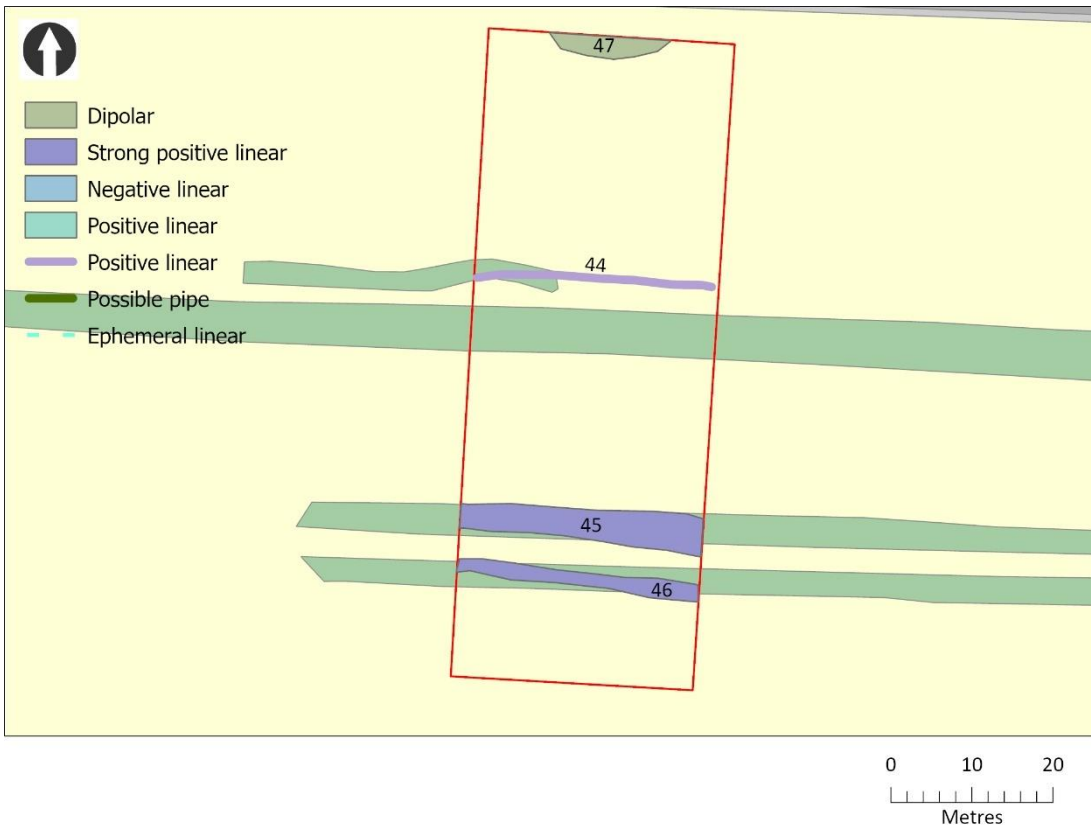 47
Dipolar
Strong positive linear
Negative linear
Positive linear
Positive linear
44
Possible pipe
Ephemeral linear
45
46
0 10 20
Metres